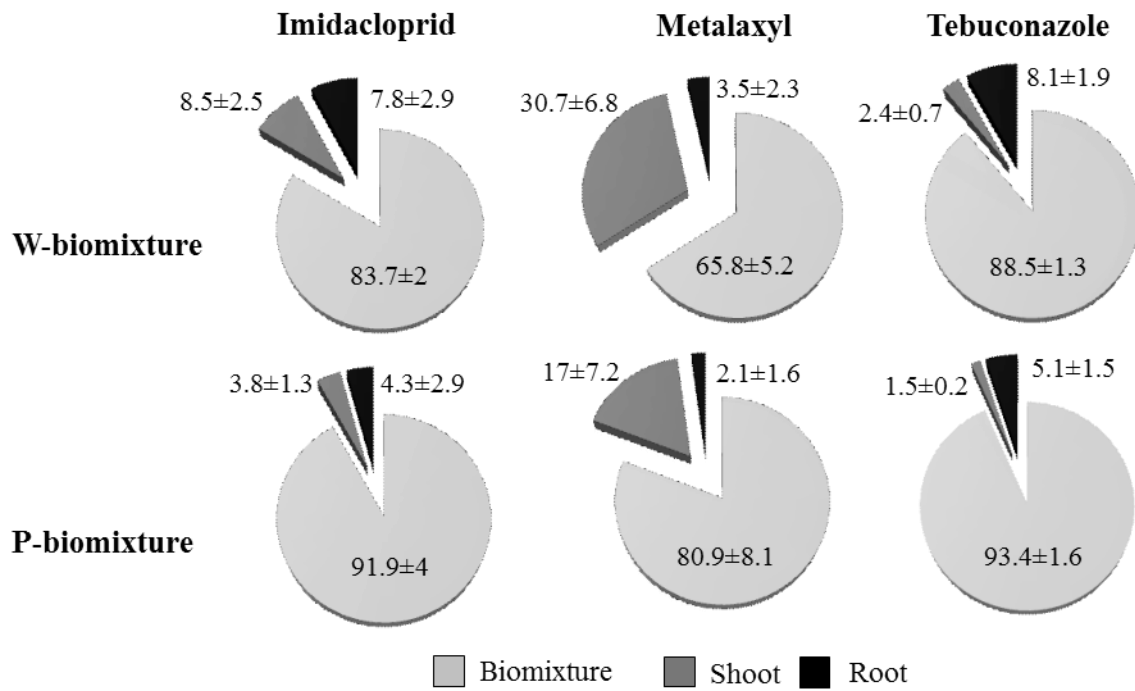 Imidacloprid Metalaxyl Tebuconazole
8.5±2.5 7.8±2.9 30.7±6.8 3.5±2.3 2.4±0.7 8.1±1.9
W-biomixture
83.7±2 65.8±5.2 88.5±1.3
3.8±1.3 4.3±2.9 17±7.2 2.1±1.6 1.5±0.2 5.1±1.5
P-biomixture
91.9±4 80.9±8.1 93.4±1.6
Biomixture Shoot Root